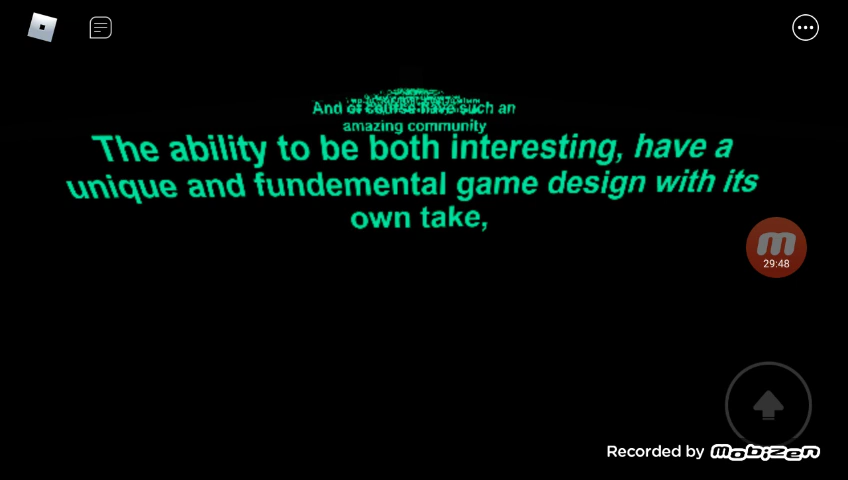 And of course have such an
amazing community
The ability to be both interesting, have a
unique and fundemental game design with its
own take,
29:48
Recorded by MOBIZEN